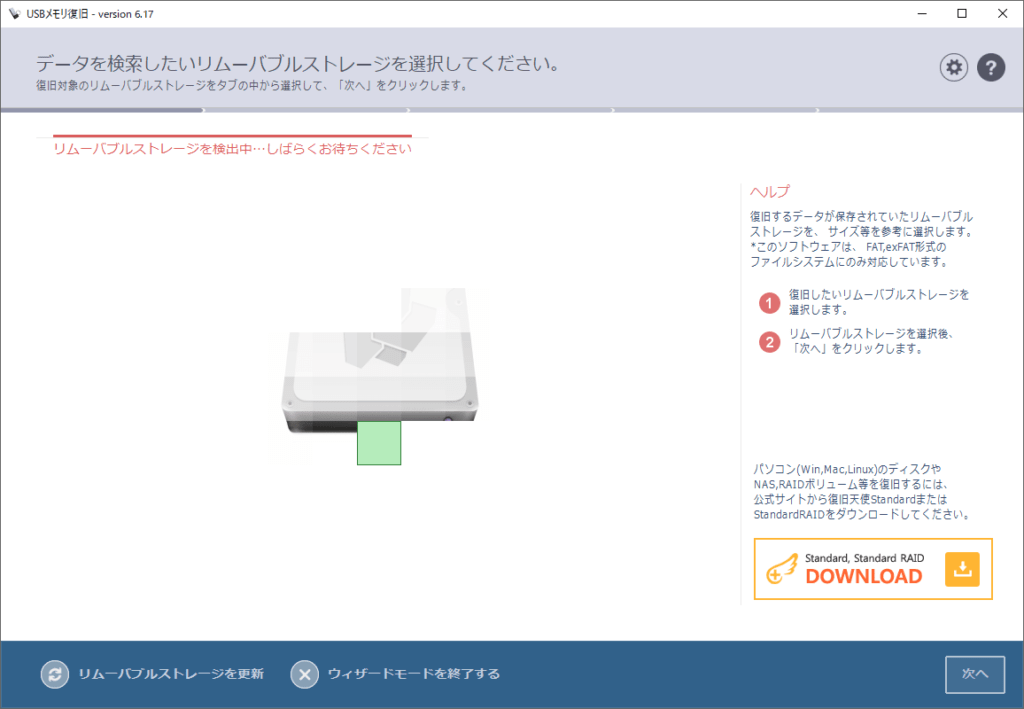 USBメモリ復旧 - version 6.17
データを検索したいリムーバブルストレージを選択してください。
復旧対象のリムーバブルストレージをタブの中から選択して、「次へ」をクリックします。
?
リムーバブルストレージを検出中…しばらくお待ちください
ヘルプ
復旧するデータが保存されていたリムーバブル
ストレージを、サイズ等を参考に選択します。
*このソフトウェアは、 FAT,exFAT形式の
ファイルシステムにのみ対応しています。
1 復旧したいリムーバブルストレージを
選択します。
2 リムーバブルストレージを選択後、
「次へ」をクリックします。
パソコン(Win,Mac,Linux)のディスクや
NAS,RAIDボリューム等を復旧するには、
公式サイトから復旧天使Standardまたは
StandardRAIDをダウンロードしてください。
Standard, Standard RAID
DOWNLOAD
リムーバブルストレージを更新
ウィザードモードを終了する
次へ